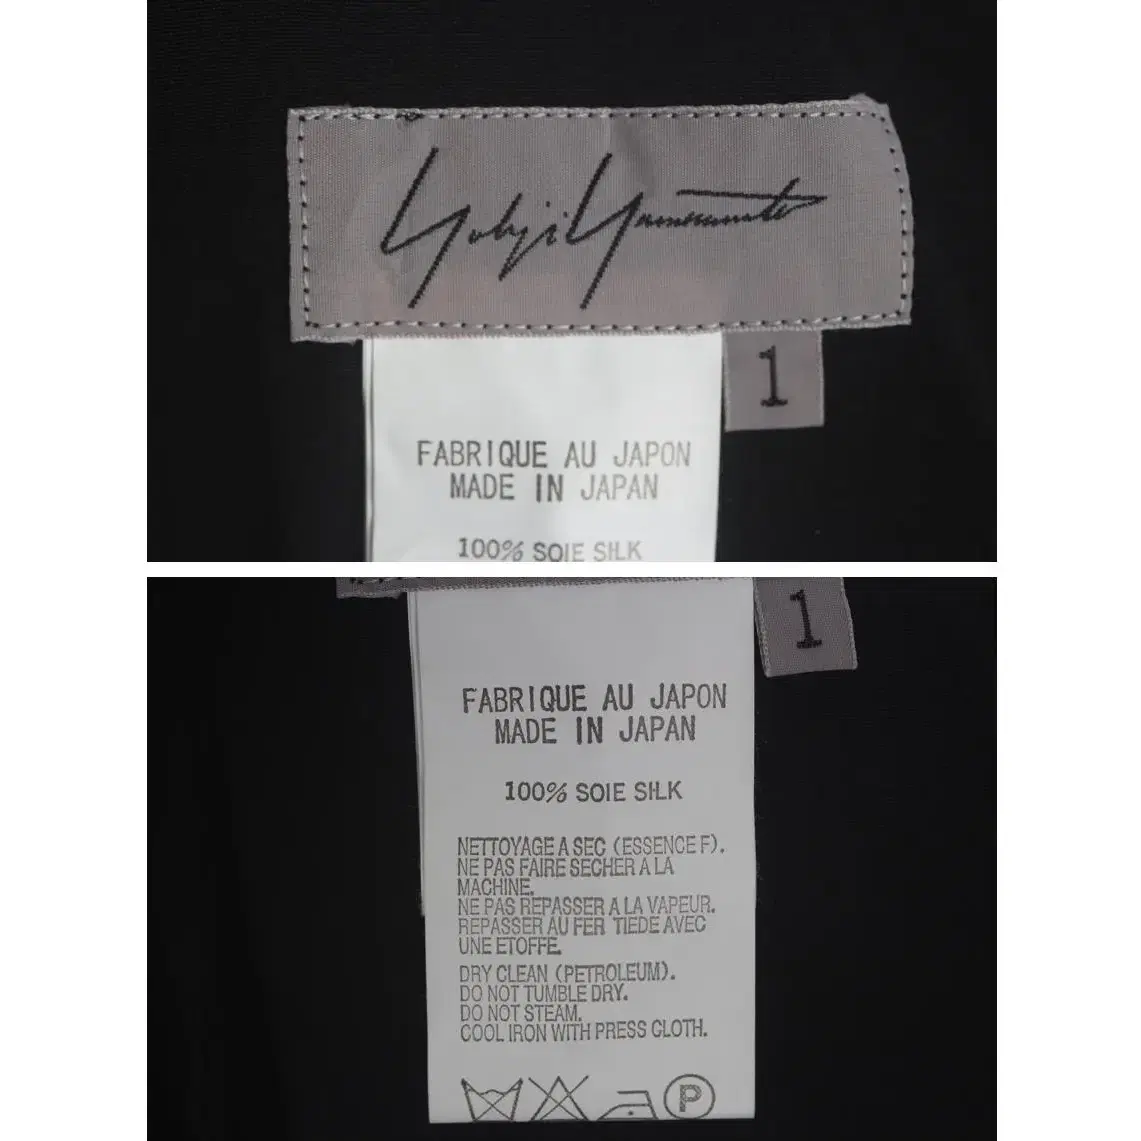 Yohji Yamamoto
1
FABRIQUE AU JAPON
MADE IN JAPAN
100% SOIE SILK
1
FABRIQUE AU JAPON
MADE IN JAPAN
100% SOIE SILK
NETTOYAGE A SEC (ESSENCE F).
NE PAS FAIRE SECHER A LA
MACHINE.
NE PAS REPASSER A LA VAPEUR.
REPASSER AU FER TIEDE AVEC
UNE ETOFFE.
DRY CLEAN (PETROLEUM).
DO NOT TUMBLE DRY.
DO NOT STEAM.
COOL IRON WITH PRESS CLOTH.
P